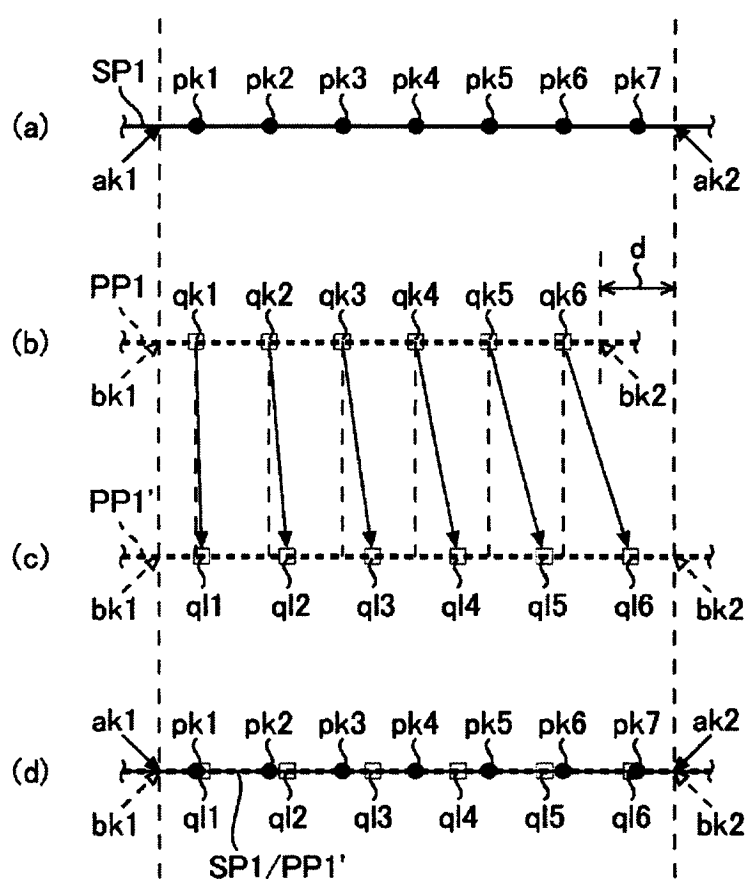 SP1 pk1 pk2 pk3 pk4 pk5 pk6 pk7
(a)
ak1 ak2
d
PP1 qk1 qk2 qk3 qk4 qk5 qk6
(b)
bk1 bk2
PP1'
(c)
bk1 ql1 ql2 ql3 ql4 ql5 ql6 bk2
ak1 pk1 pk2 pk3 pk4 pk5 pk6 pk7 ak2
(d)
bk1 ql1 ql2 ql3 ql4 ql5 ql6 bk2
SP1/PP1'